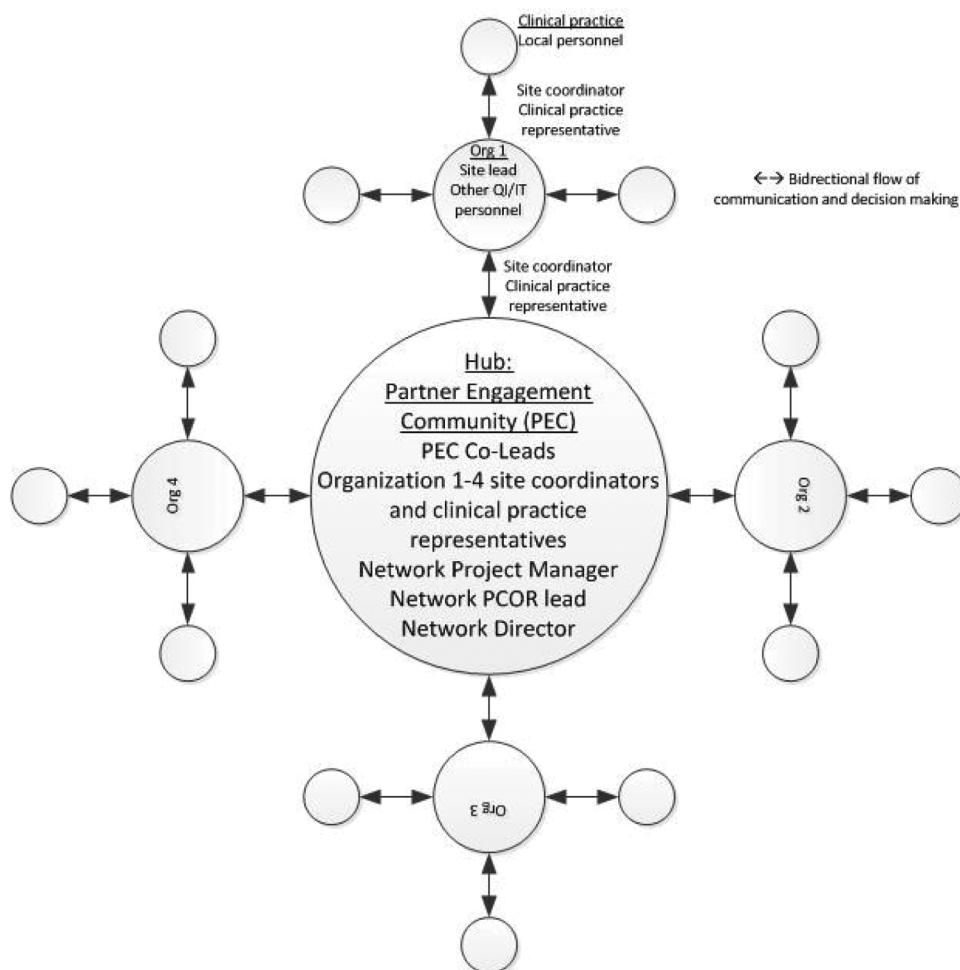 Clinical practice
Local personnel
Site coordinator
Clinical practice
representative
Org 1
Site lead
Other QI/IT
personnel
←→ Bidrectional flow of
communication and decision making
Site coordinator
Clinical practice
representative
Hub:
Partner Engagement
Community (PEC)
PEC Co-Leads
Organization 1-4 site coordinators
and clinical practice
representatives
Network Project Manager
Network PCOR lead
Network Director
Org 4
Org 2
Org 3